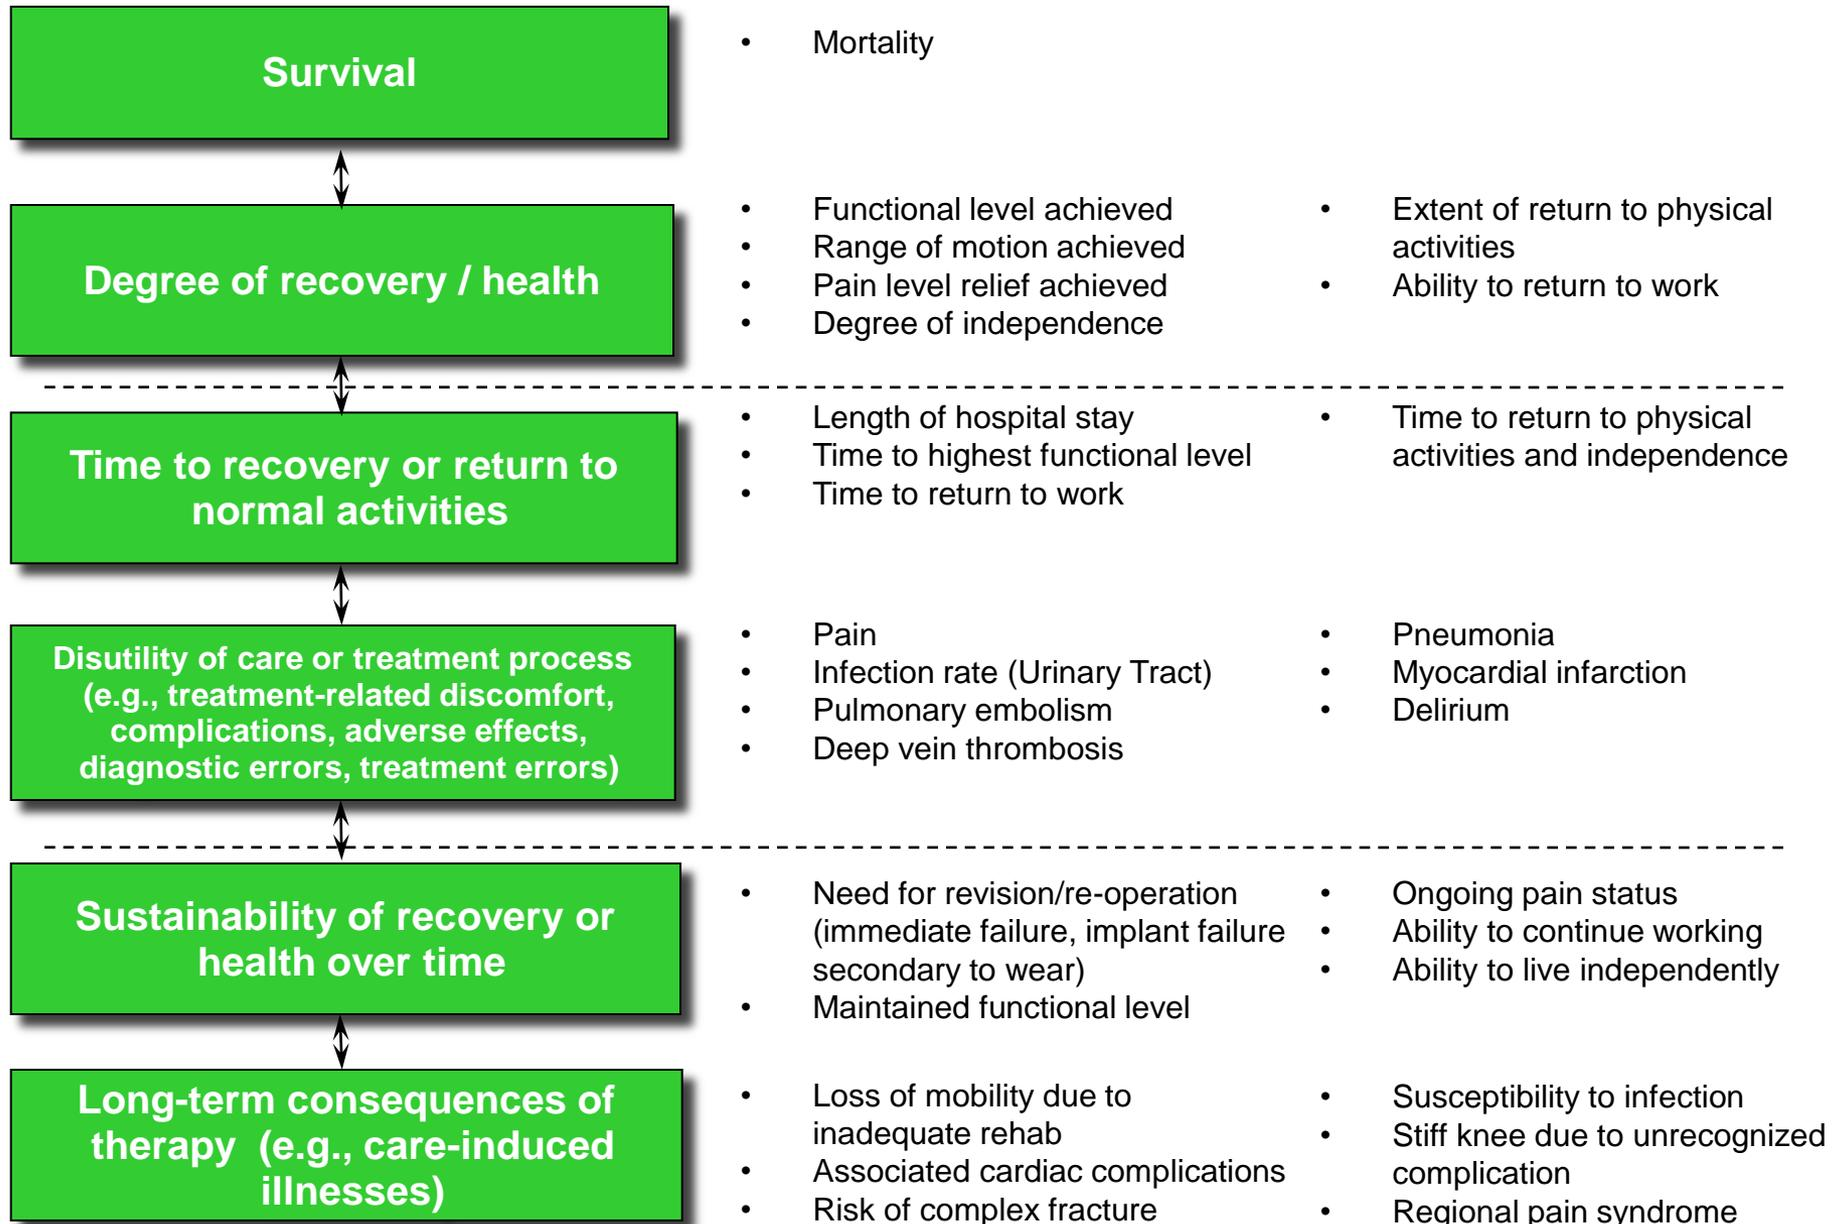 Survival
• Mortality
Degree of recovery / health
• Functional level achieved
• Range of motion achieved
• Pain level relief achieved
• Degree of independence
• Extent of return to physical
activities
• Ability to return to work
Time to recovery or return to
normal activities
• Length of hospital stay
• Time to highest functional level
• Time to return to work
• Time to return to physical
activities and independence
Disutility of care or treatment process
(e.g., treatment-related discomfort,
complications, adverse effects,
diagnostic errors, treatment errors)
• Pain
• Infection rate (Urinary Tract)
• Pulmonary embolism
• Deep vein thrombosis
• Pneumonia
• Myocardial infarction
• Delirium
Sustainability of recovery or
health over time
• Need for revision/re-operation
(immediate failure, implant failure
secondary to wear)
• Maintained functional level
• Ongoing pain status
• Ability to continue working
• Ability to live independently
Long-term consequences of
therapy (e.g., care-induced
illnesses)
• Loss of mobility due to
inadequate rehab
• Associated cardiac complications
• Risk of complex fracture
• Susceptibility to infection
• Stiff knee due to unrecognized
complication
• Regional pain syndrome